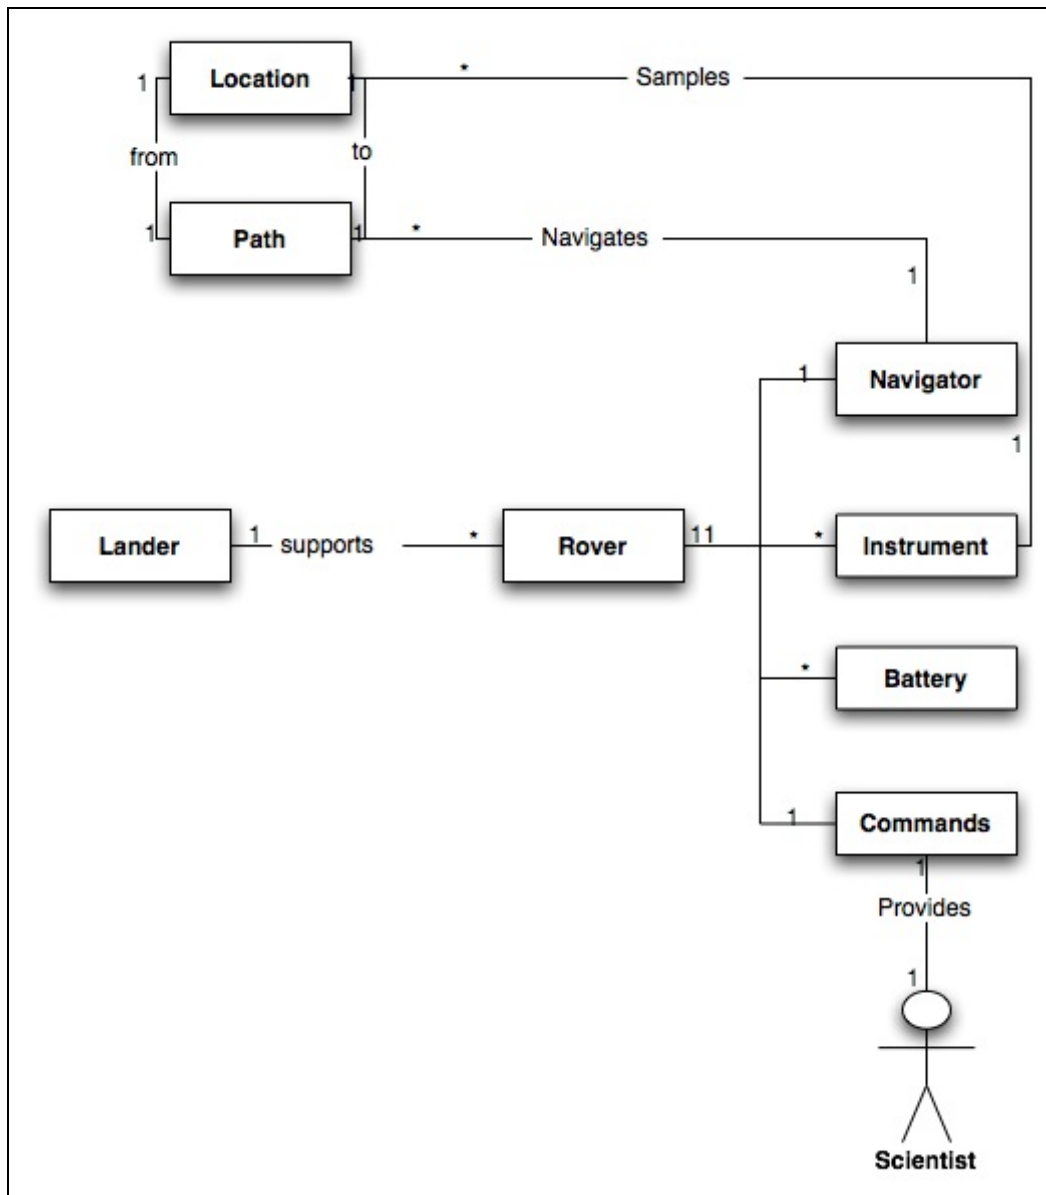 Location
1
1
*
Samples
from
to
1
Path
1
*
Navigates
1
1
Navigator
1
Lander
1
supports
*
Rover
11
*
Instrument
*
Battery
1
Commands
1
Provides
1
Scientist